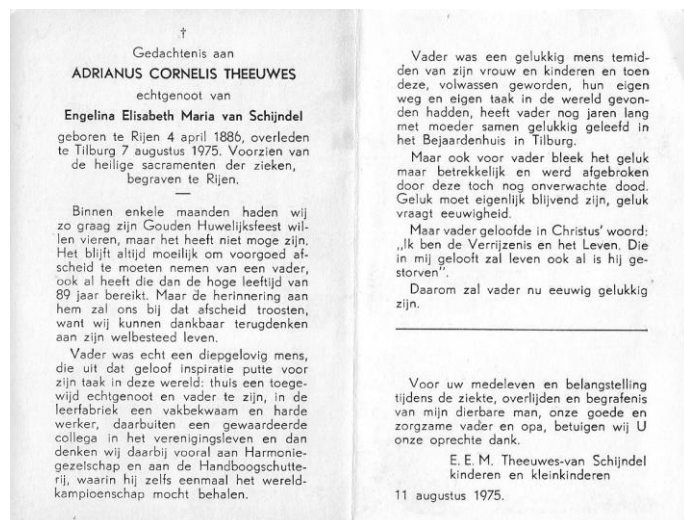 †
Gedachtenis aan
ADRIANUS CORNELIS THEEUWES
echtgenoot van
Engelina Elisabeth Maria van Schijndel
geboren te Rijen 4 april 1886, overleden
te Tilburg 7 augustus 1975. Voorzien van
de heilige sacramenten der zieken,
begraven te Rijen.
—
Binnen enkele maanden haden wij
zo graag zijn Gouden Huwelijksfeest wil-
len vieren, maar het heeft niet moge zijn.
Het blijft altijd moeilijk om voorgoed af-
scheid te moeten nemen van een vader,
ook al heeft die dan de hoge leeftijd van
89 jaar bereikt. Maar de herinnering aan
hem zal ons bij dat afscheid troosten,
want wij kunnen dankbaar terugdenken
aan zijn welbesteed leven.
Vader was echt een diepgelovig mens,
die uit dat geloof inspiratie putte voor
zijn taak in deze wereld: thuis een toege-
wijd echtgenoot en vader te zijn, in de
leerfabriek een vakbekwaam en harde
werker, daarbuiten een gewaardeerde
collega in het verenigingsleven en dan
denken wij daarbij vooral aan Harmonie-
gezelschap en aan de Handboogschutte-
rij, waarin hij zelfs eenmaal het wereld-
kampioenschap mocht behalen.
Vader was een gelukkig mens temid-
den van zijn vrouw en kinderen en toen
deze, volwassen geworden, hun eigen
weg en eigen taak in de wereld gevon-
den hadden, heeft vader nog jaren lang
met moeder samen gelukkig geleefd in
het Bejaardenhuis in Tilburg.
Maar ook voor vader bleek het geluk
maar betrekkelijk en werd afgebroken
door deze toch nog onverwachte dood.
Geluk moet eigenlijk blijvend zijn, geluk
vraagt eeuwigheid.
Maar vader geloofde in Christus' woord:
„Ik ben de Verrijzenis en het Leven. Die
in mij gelooft zal leven ook al is hij ge-
storven".
Daarom zal vader nu eeuwig gelukkig
zijn.
Voor uw medeleven en belangstelling
tijdens de ziekte, overlijden en begrafenis
van mijn dierbare man, onze goede en
zorgzame vader en opa, betuigen wij U
onze oprechte dank.
E. E. M. Theeuwes-van Schijndel
kinderen en kleinkinderen
11 augustus 1975.